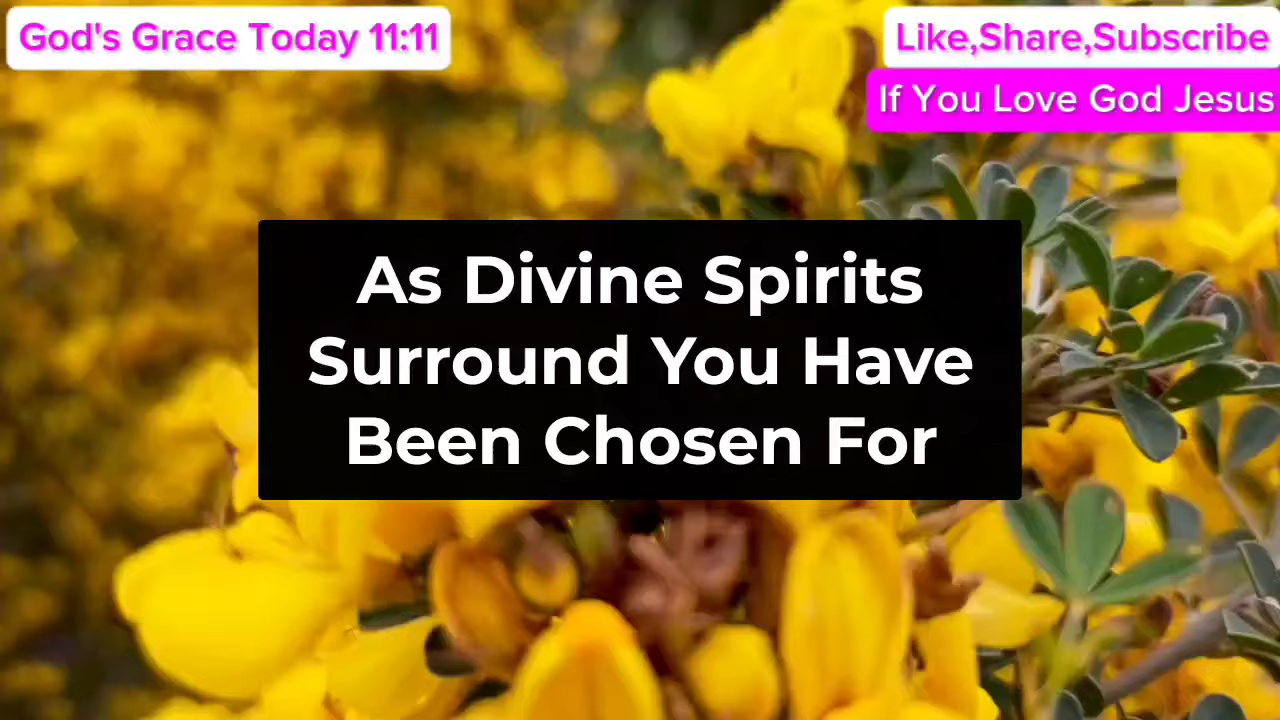 God's Grace Today 11:11
Like,Share,Subscribe
If You Love God Jesus
As Divine Spirits
Surround You Have
Been Chosen For